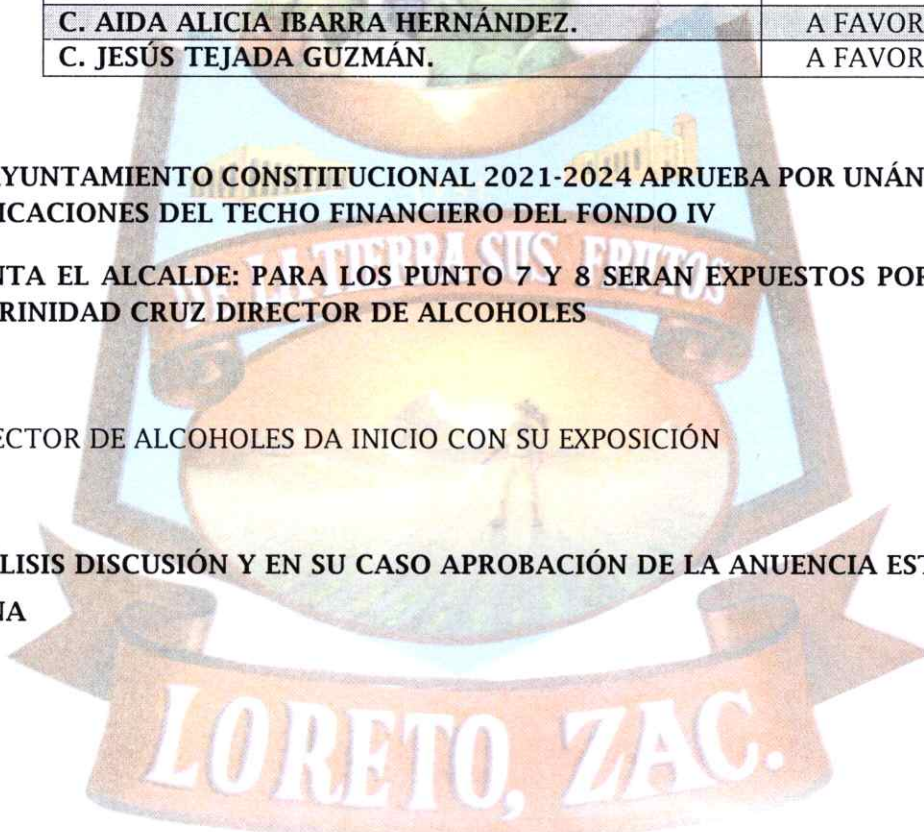 C. AIDA ALICIA IBARRA HERNÁNDEZ. A FAVOR
C. JESÚS TEJADA GUZMÁN. A FAVOR
YUNTAMIENTO CONSTITUCIONAL 2021-2024 APRUEBA POR UNÁN
ICACIONES DEL TECHO FINANCIERO DEL FONDO IV
DE LA TIERRA SUS FRUTOS
NTA EL ALCALDE: PARA LOS PUNTO 7 Y 8 SERAN EXPUESTOS POR
RINIDAD CRUZ DIRECTOR DE ALCOHOLES
ECTOR DE ALCOHOLES DA INICIO CON SU EXPOSICIÓN
LISIS DISCUSIÓN Y EN SU CASO APROBACIÓN DE LA ANUENCIA EST
NA
LORETO, ZAC.